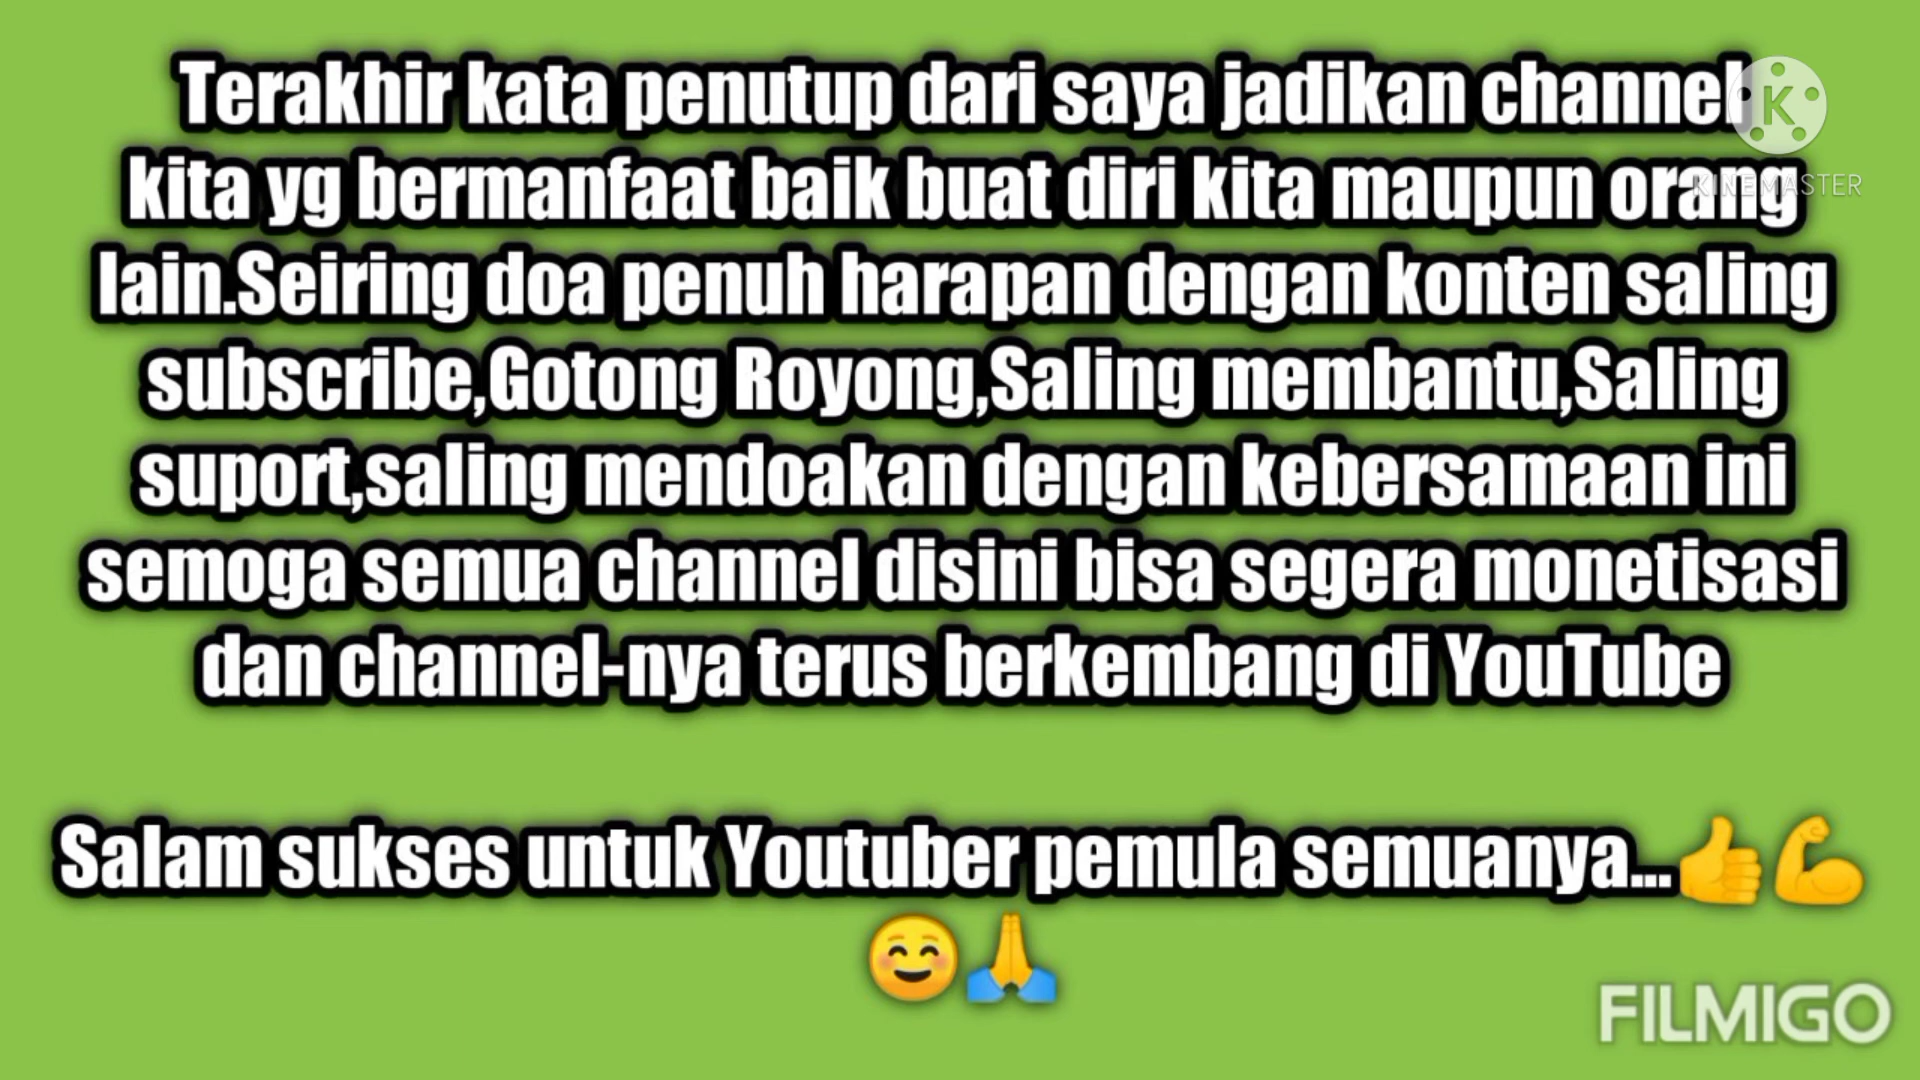 Terakhir kata penutup dari saya jadikan channel
kita yg bermanfaat baik buat diri kita maupun orang
lain.Seiring doa penuh harapan dengan konten saling
subscribe,Gotong Royong,Saling membantu,Saling
suport,saling mendoakan dengan kebersamaan ini
semoga semua channel disini bisa segera monetisasi
dan channel-nya terus berkembang di YouTube
Salam sukses untuk Youtuber pemula semuanya...👍💪
☺️🙏
K
KINEMASTER
FILMIGO